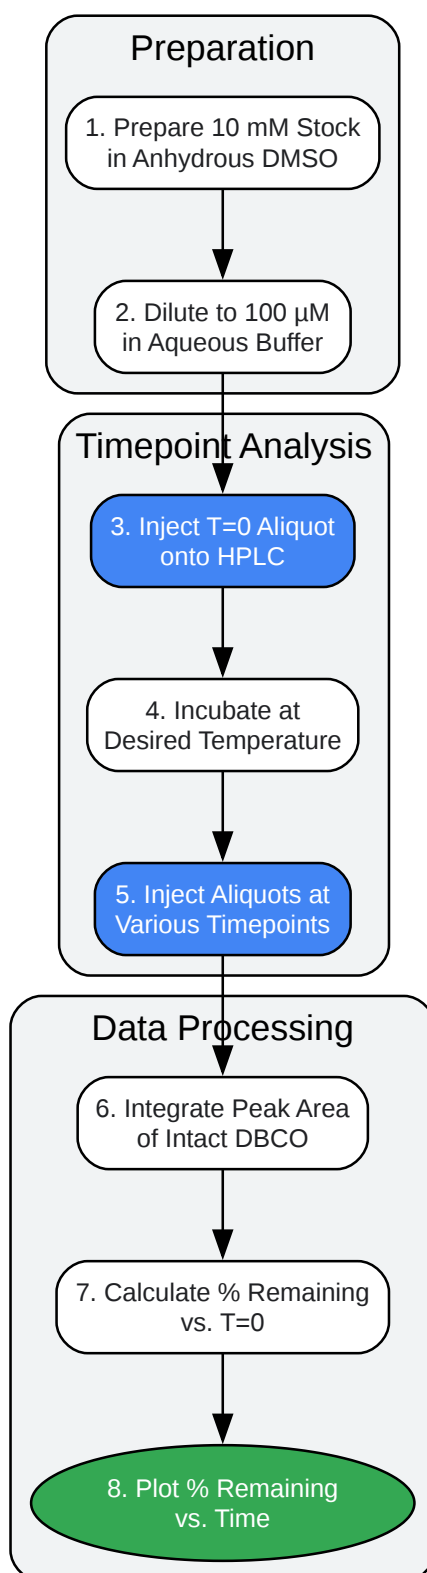 Preparation
1. Prepare 10 mM Stock
in Anhydrous DMSO
2. Dilute to 100 µM
in Aqueous Buffer
Timepoint Analysis
3. Inject T=0 Aliquot
onto HPLC
4. Incubate at
Desired Temperature
5. Inject Aliquots at
Various Timepoints
Data Processing
6. Integrate Peak Area
of Intact DBCO
7. Calculate % Remaining
vs. T=0
8. Plot % Remaining
vs. Time